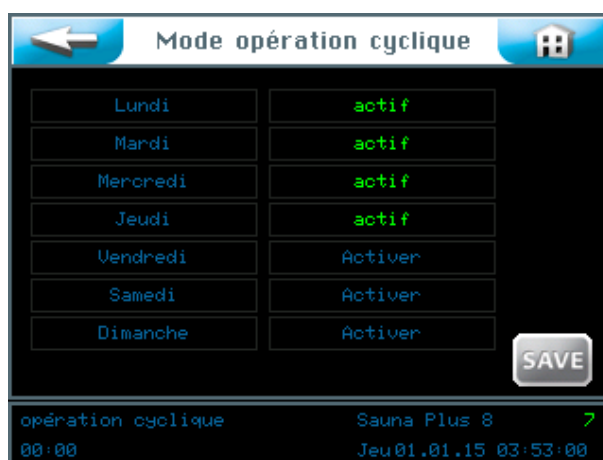 Mode opération cyclique
Lundi actif
Mardi actif
Mercredi actif
Jeudi actif
Vendredi Activer
Samedi Activer
Dimanche Activer
SAVE
opération cyclique Sauna Plus 8 7
00:00 Jeu 01.01.15 03:53:00